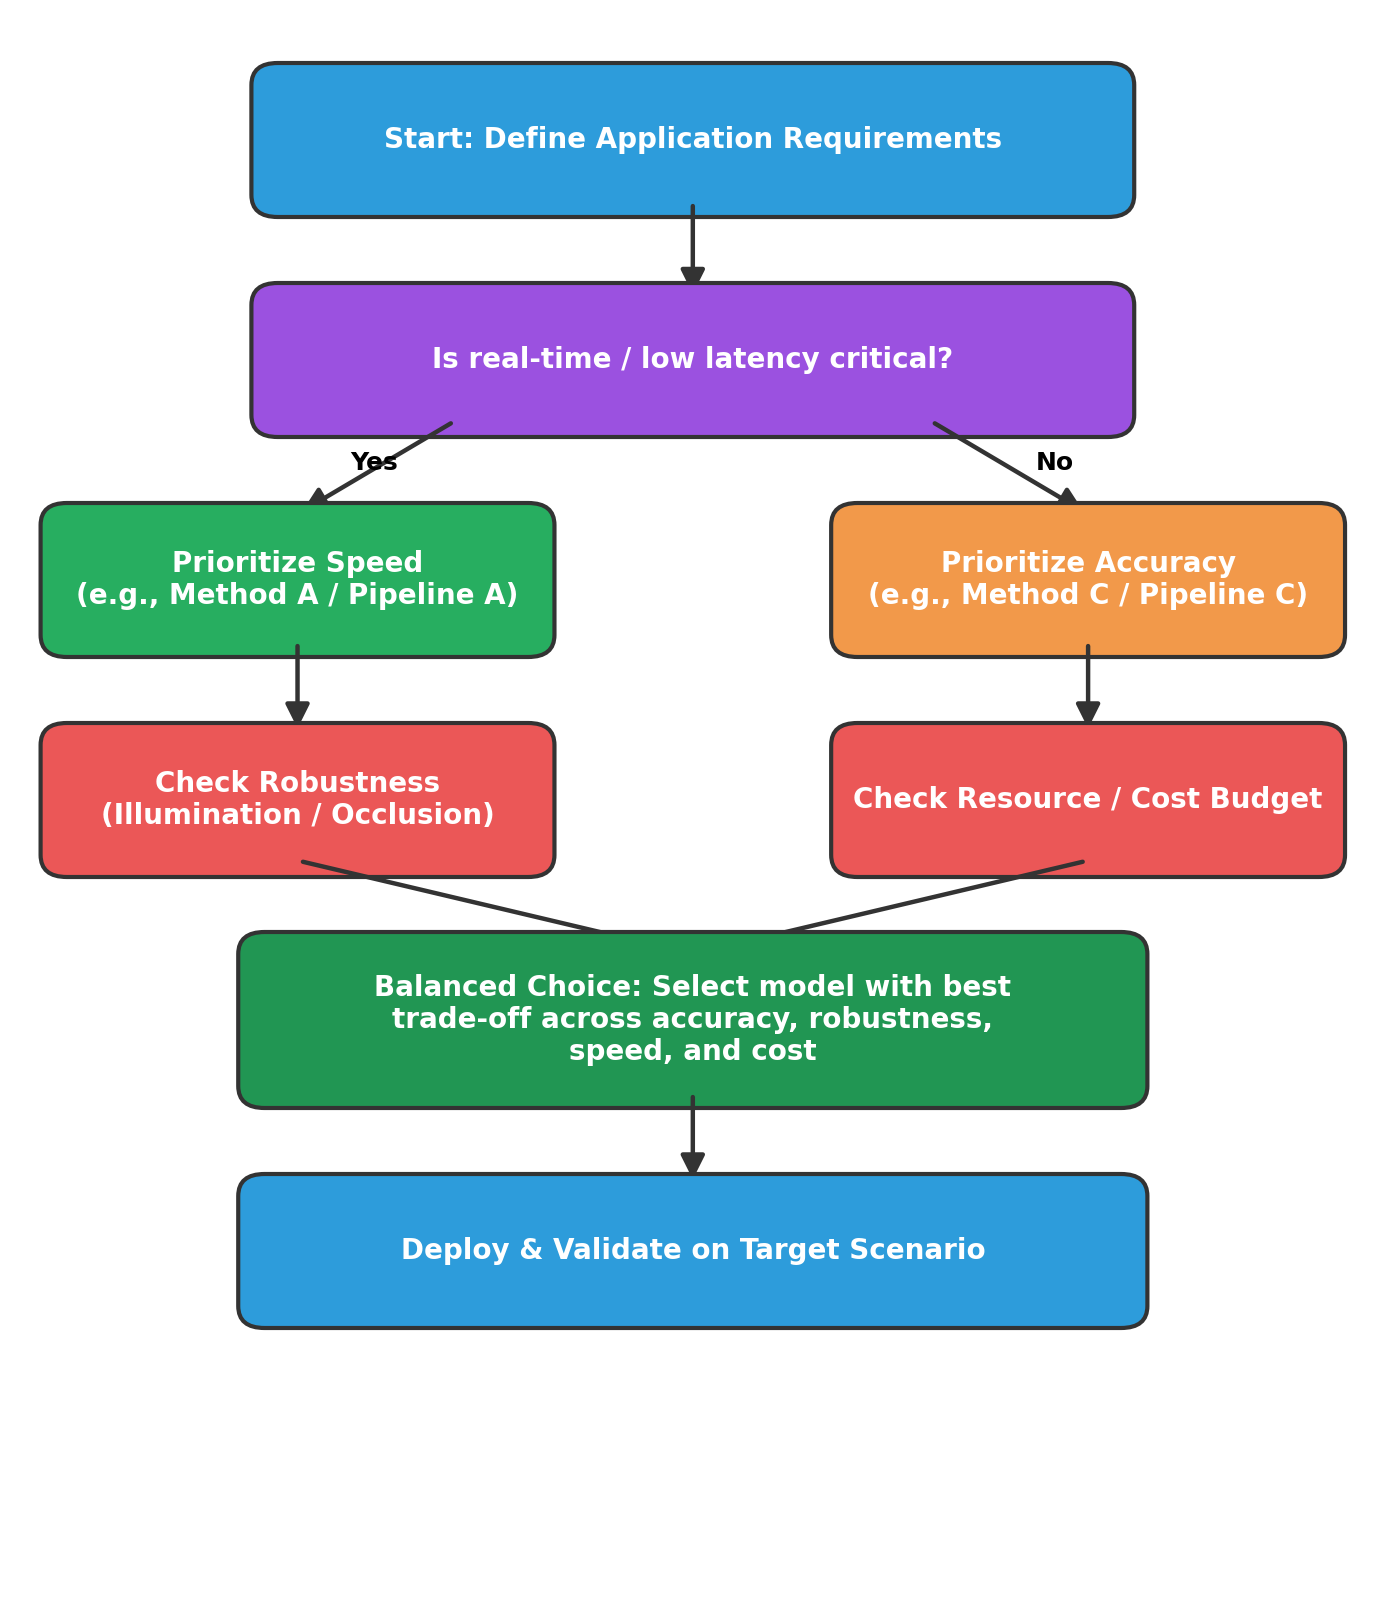 Start: Define Application Requirements
Is real-time / low latency critical?
Yes
No
Prioritize Speed
(e.g., Method A / Pipeline A)
Prioritize Accuracy
(e.g., Method C / Pipeline C)
Check Robustness
(Illumination / Occlusion)
Check Resource / Cost Budget
Balanced Choice: Select model with best
trade-off across accuracy, robustness,
speed, and cost
Deploy & Validate on Target Scenario